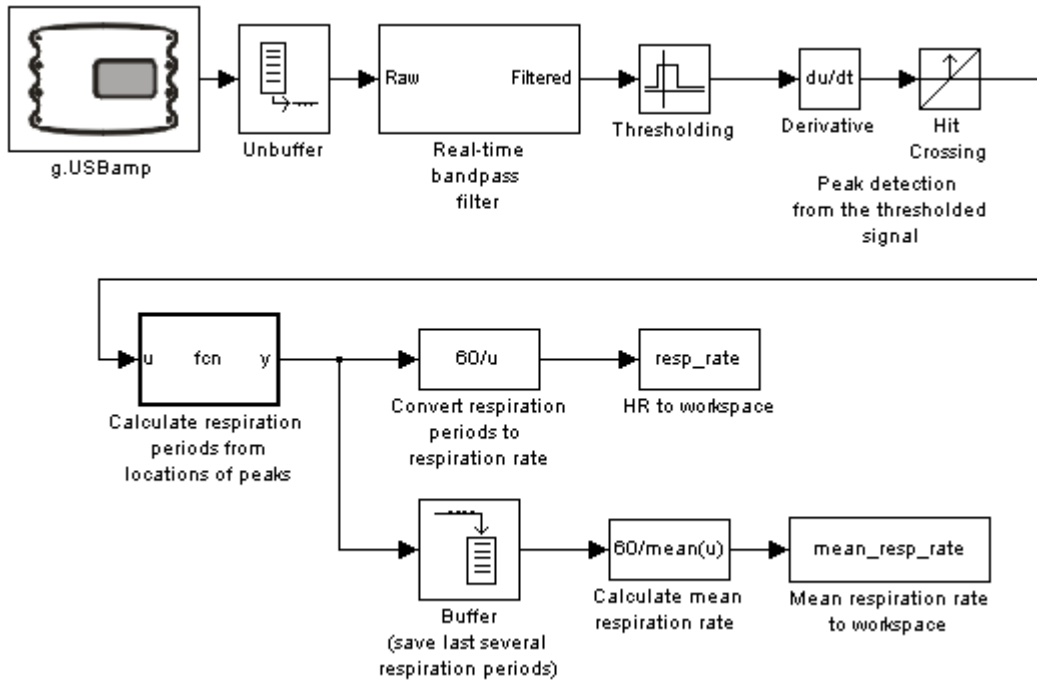 g.USBamp
Unbuffer
Raw
Filtered
Real-time
bandpass
filter
Thresholding
du/dt
Derivative
Hit
Crossing
Peak detection
from the thresholded
signal
u
fcn
y
Calculate respiration
periods from
locations of peaks
60/u
Convert respiration
periods to
respiration rate
resp_rate
HR to workspace
Buffer
(save last several
respiration periods)
60/mean(u)
Calculate mean
respiration rate
mean_resp_rate
Mean respiration rate
to workspace